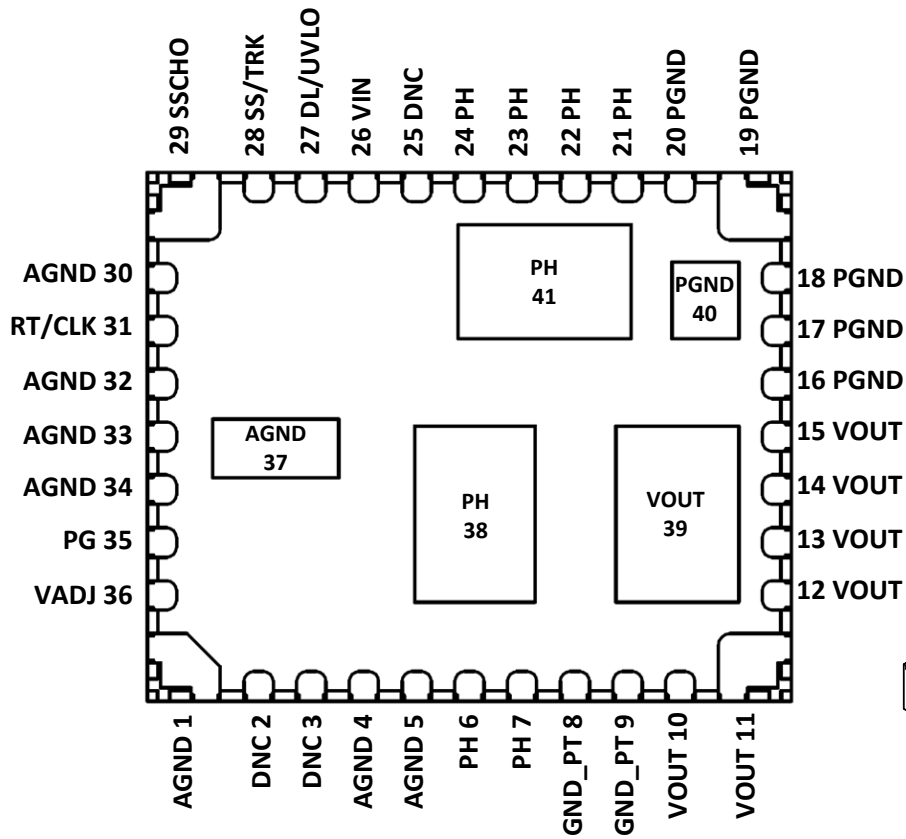 29 SSCHO
28 SS/TRK
27 DL/UVLO
26 VIN
25 DNC
24 PH
23 PH
22 PH
21 PH
20 PGND
19 PGND
AGND 30
RT/CLK 31
AGND 32
AGND 33
AGND 34
PG 35
VADJ 36
PH
41
PGND
40
AGND
37
PH
38
VOUT
39
18 PGND
17 PGND
16 PGND
15 VOUT
14 VOUT
13 VOUT
12 VOUT
AGND 1
DNC 2
DNC 3
AGND 4
AGND 5
PH 6
PH 7
GND_PT 8
GND_PT 9
VOUT 10
VOUT 11